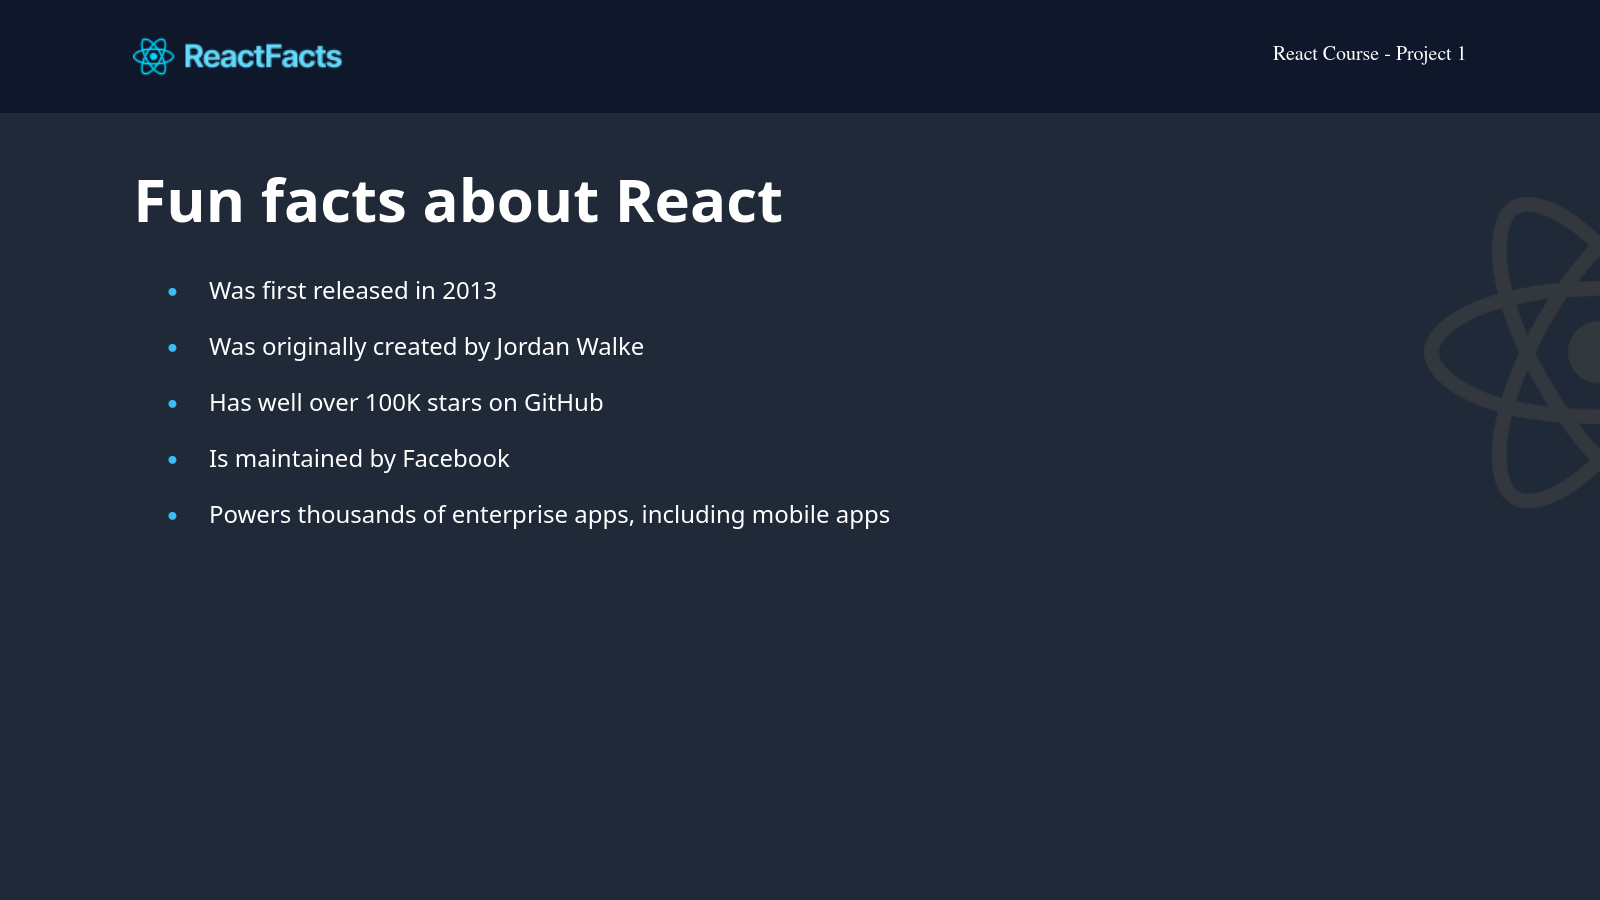 ReactFacts
React Course - Project 1
Fun facts about React
Was first released in 2013
Was originally created by Jordan Walke
Has well over 100K stars on GitHub
Is maintained by Facebook
Powers thousands of enterprise apps, including mobile apps